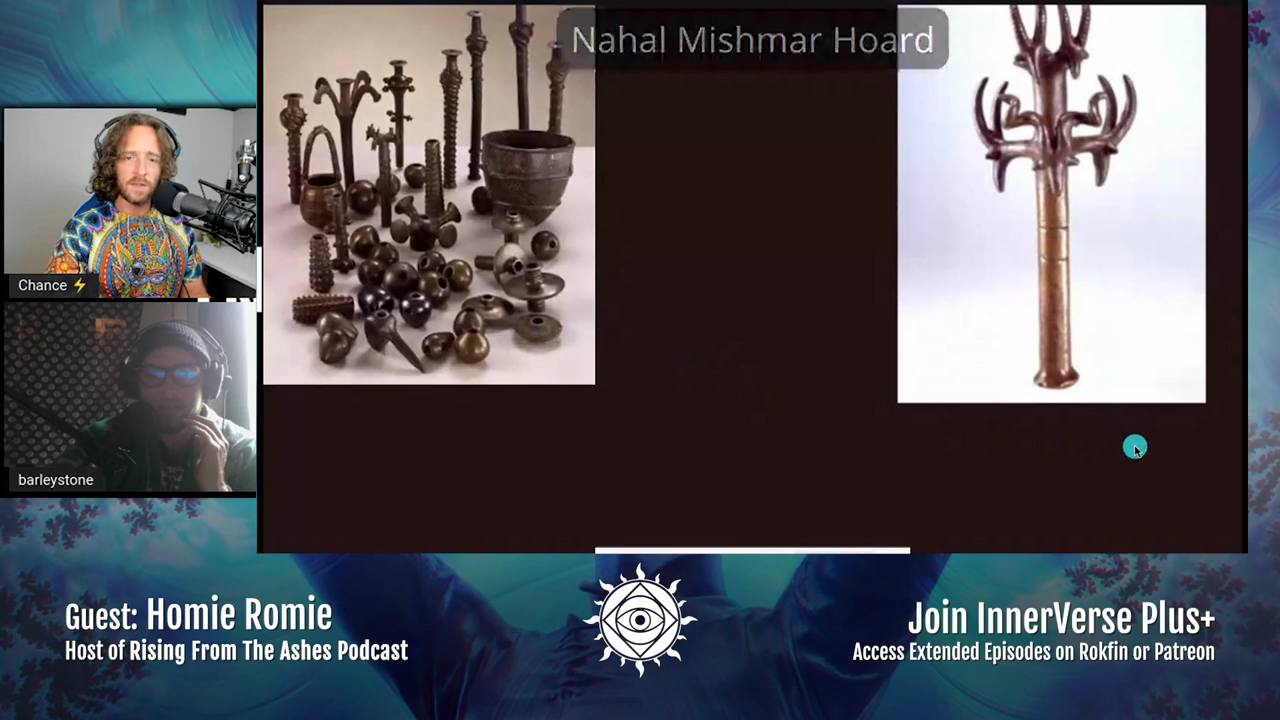 Nahal Mishmar Hoard
Chance ⚡
barleystone
Guest: Homie Romie
Host of Rising From The Ashes Podcast
Join InnerVerse Plus+
Access Extended Episodes on Rokfin or Patreon